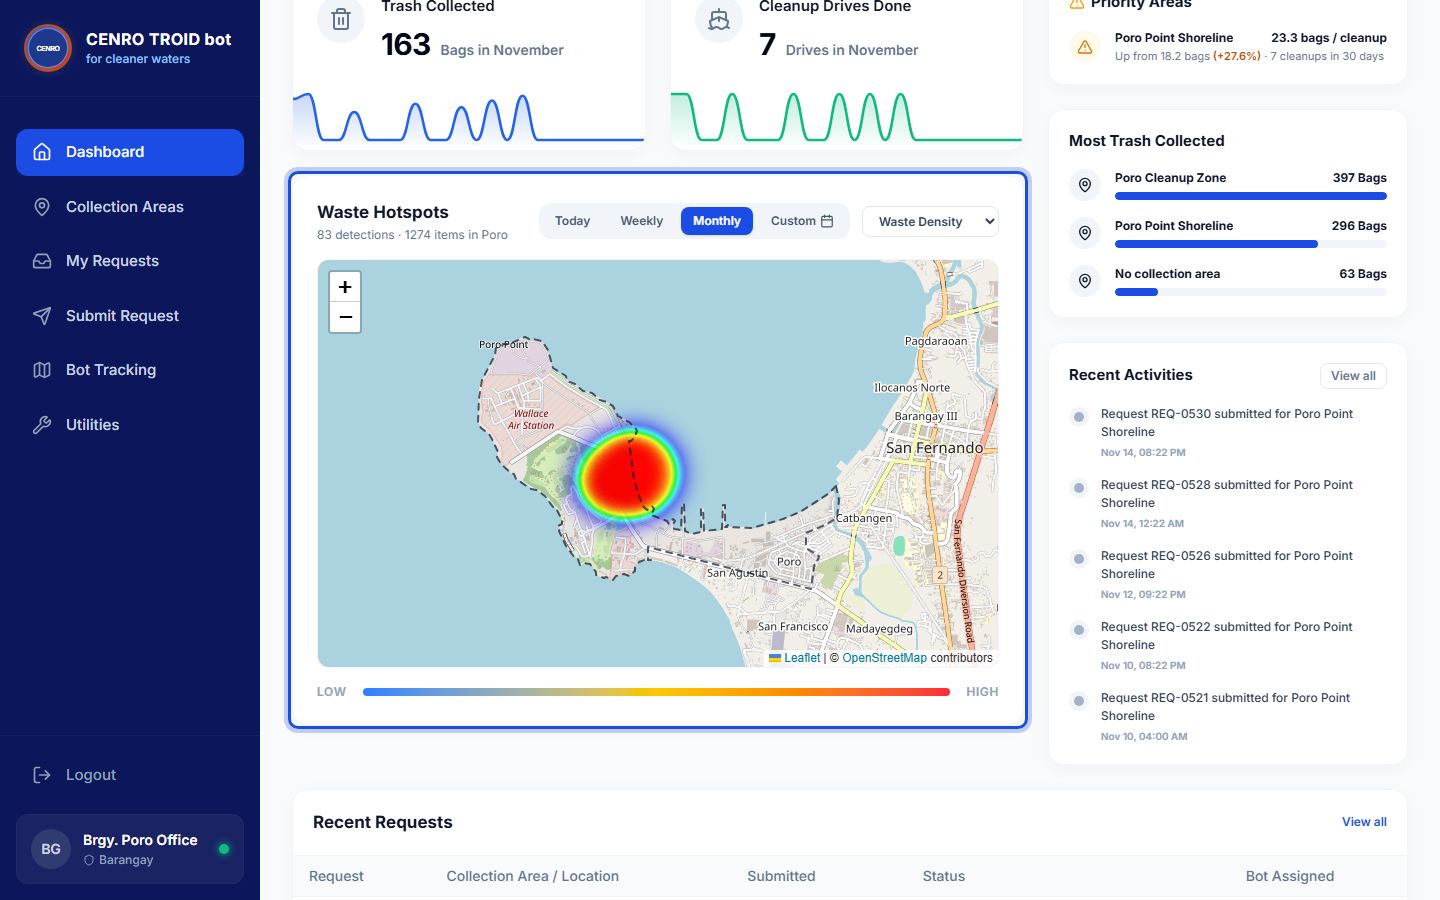 CENRO
CENRO TROID bot
for cleaner waters
Dashboard
Collection Areas
My Requests
Submit Request
Bot Tracking
Utilities
Logout
BG
Brgy. Poro Office
Barangay
Trash Collected
163 Bags in November
Cleanup Drives Done
7 Drives in November
Waste Hotspots
83 detections · 1274 items in Poro
Today
Weekly
Monthly
Custom
Waste Density
+
−
Poro Point
Wallace
Air Station
Pagdaraoan
Ilocanos Norte
Barangay III
San Fernando
Catbangen
Poro
San Agustin
2
San Fernando Diversion Road
San Francisco
Madayegdeg
Leaflet | © OpenStreetMap contributors
LOW
HIGH
Priority Areas
Poro Point Shoreline
23.3 bags / cleanup
Up from 18.2 bags (+27.6%) · 7 cleanups in 30 days
Most Trash Collected
Poro Cleanup Zone
397 Bags
Poro Point Shoreline
296 Bags
No collection area
63 Bags
Recent Activities
View all
Request REQ-0530 submitted for Poro Point
Shoreline
Nov 14, 08:22 PM
Request REQ-0528 submitted for Poro Point
Shoreline
Nov 14, 12:22 AM
Request REQ-0526 submitted for Poro Point
Shoreline
Nov 12, 09:22 PM
Request REQ-0522 submitted for Poro Point
Shoreline
Nov 10, 08:22 PM
Request REQ-0521 submitted for Poro Point
Shoreline
Nov 10, 04:00 AM
Recent Requests
View all
Request
Collection Area / Location
Submitted
Status
Bot Assigned